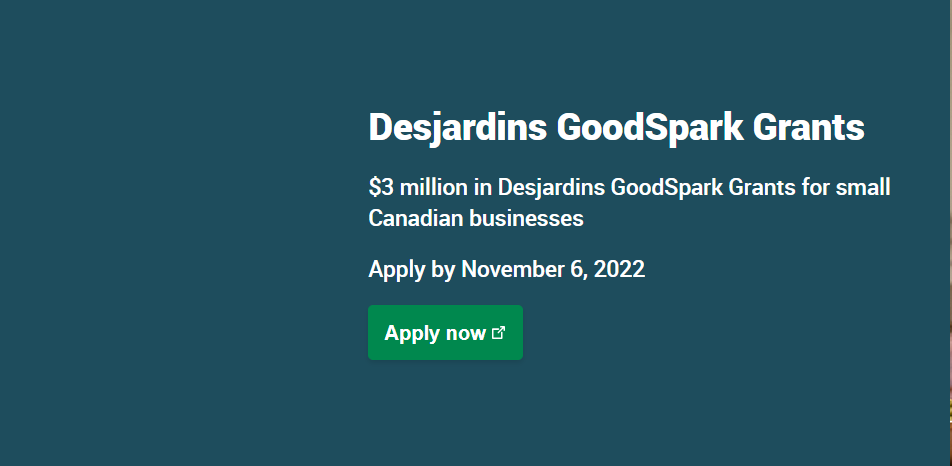 Desjardins GoodSpark Grants
$3 million in Desjardins GoodSpark Grants for small
Canadian businesses
Apply by November 6, 2022
Apply now